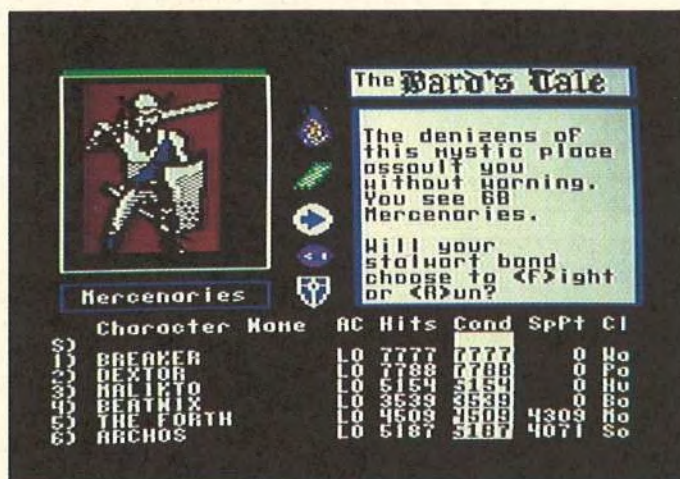 The Bard's Tale
The denizens of
this mystic place
assault you
without warning.
You see 68
Mercenaries.
Will your
stalwart band
choose to <F>ight
or <R>un?
Mercenaries
Character Name AC Hits Cond SpPt Cl
S)
1) BREAKER LO 7777 7777 0 Wa
2) DEXTOR LO 7788 7788 0 Pa
3) MALIKTO LO 5154 5154 0 Hu
4) BEATNIX LO 3539 3539 0 Ba
5) THE FORTH LO 4509 4509 4309 Ma
6) ARCHOS LO 5187 5187 4071 So